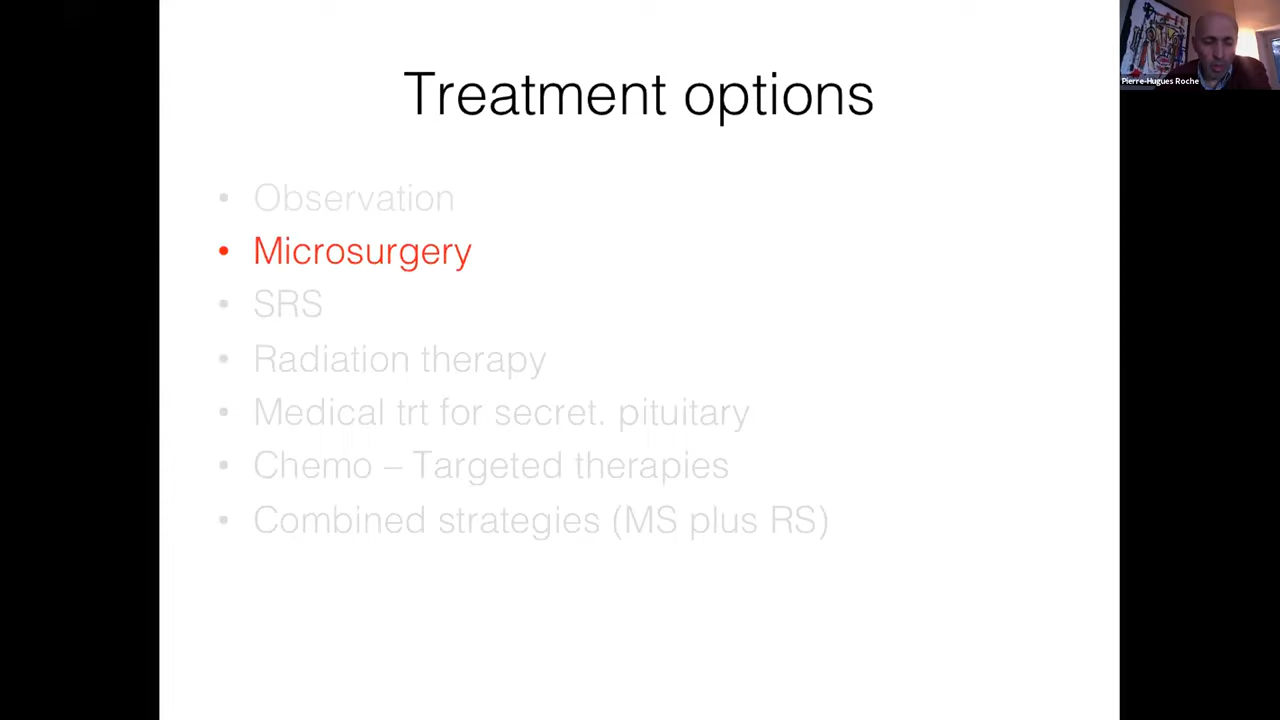 Treatment options
Pierre-Hugues Roche
• Observation
• Microsurgery
• SRS
• Radiation therapy
• Medical trt for secret. pituitary
• Chemo – Targeted therapies
• Combined strategies (MS plus RS)